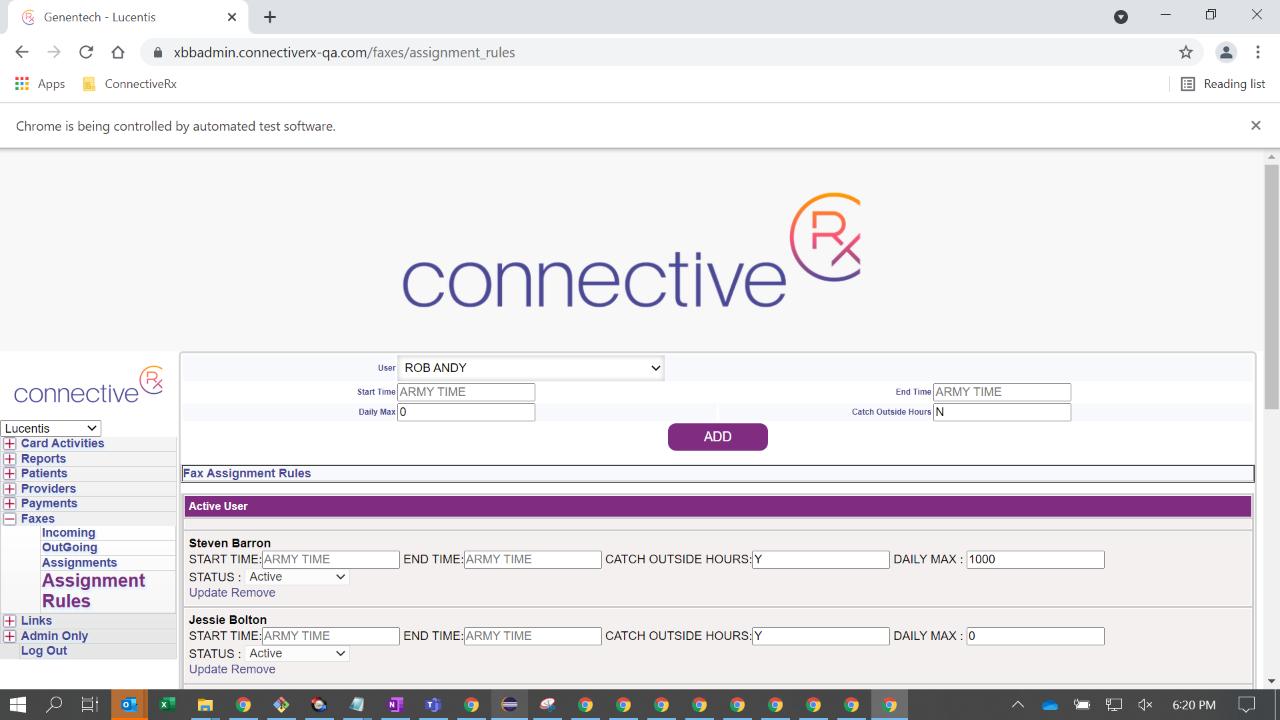 Genentech - Lucentis
xbbadmin.connectiverx-qa.com/faxes/assignment_rules
Apps
ConnectiveRx
Reading list
Chrome is being controlled by automated test software.
connective Rx
connective Rx
Lucentis
Card Activities
Reports
Patients
Providers
Payments
Faxes
Incoming
OutGoing
Assignments
Assignment
Rules
Links
Admin Only
Log Out
User ROB ANDY
Start Time ARMY TIME End Time ARMY TIME
Daily Max 0 Catch Outside Hours N
ADD
Fax Assignment Rules
Active User
Steven Barron
START TIME: ARMY TIME END TIME: ARMY TIME CATCH OUTSIDE HOURS: Y DAILY MAX : 1000
STATUS : Active
Update Remove
Jessie Bolton
START TIME: ARMY TIME END TIME: ARMY TIME CATCH OUTSIDE HOURS: Y DAILY MAX : 0
STATUS : Active
Update Remove
6:20 PM